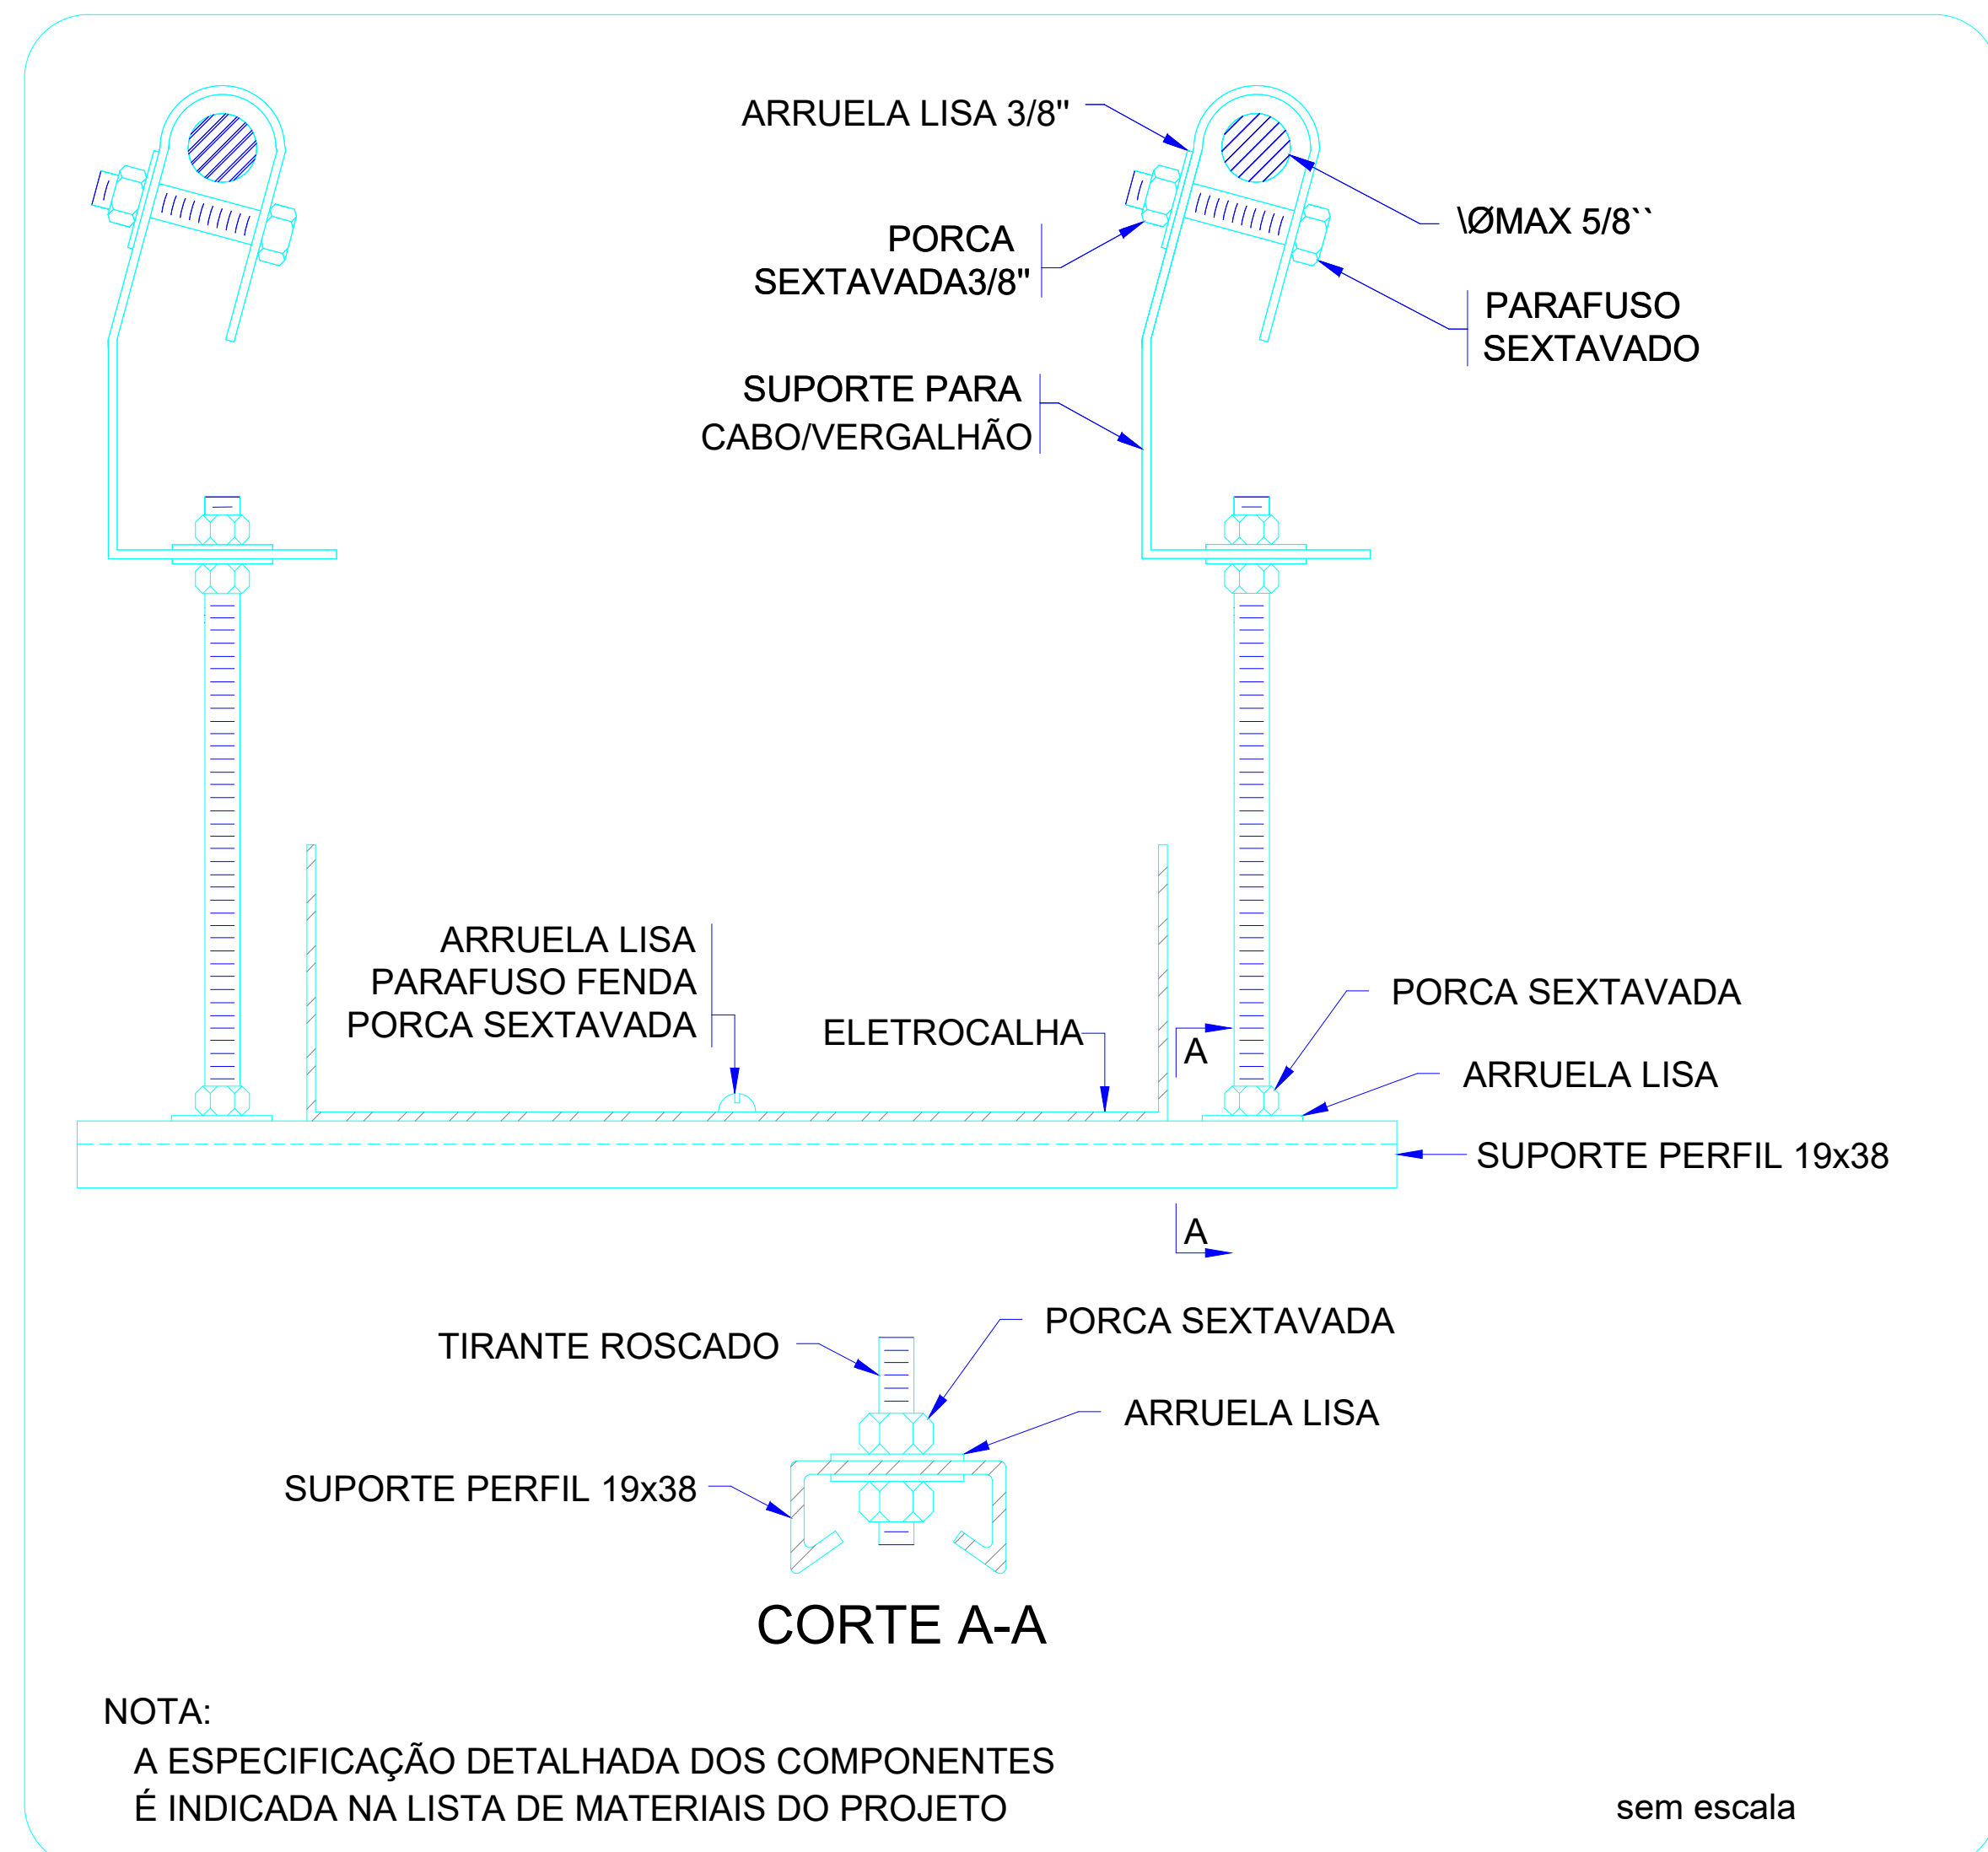 ARRUELA LISA 3/8"
PORCA
SEXTAVADA3/8"
\ØMAX 5/8``
PARAFUSO
SEXTAVADO
SUPORTE PARA
CABO/VERGALHÃO
ARRUELA LISA
PARAFUSO FENDA
PORCA SEXTAVADA
ELETROCALHA
A
PORCA SEXTAVADA
ARRUELA LISA
SUPORTE PERFIL 19x38
A
TIRANTE ROSCADO
PORCA SEXTAVADA
ARRUELA LISA
SUPORTE PERFIL 19x38
CORTE A-A
NOTA:
A ESPECIFICAÇÃO DETALHADA DOS COMPONENTES
É INDICADA NA LISTA DE MATERIAIS DO PROJETO
sem escala